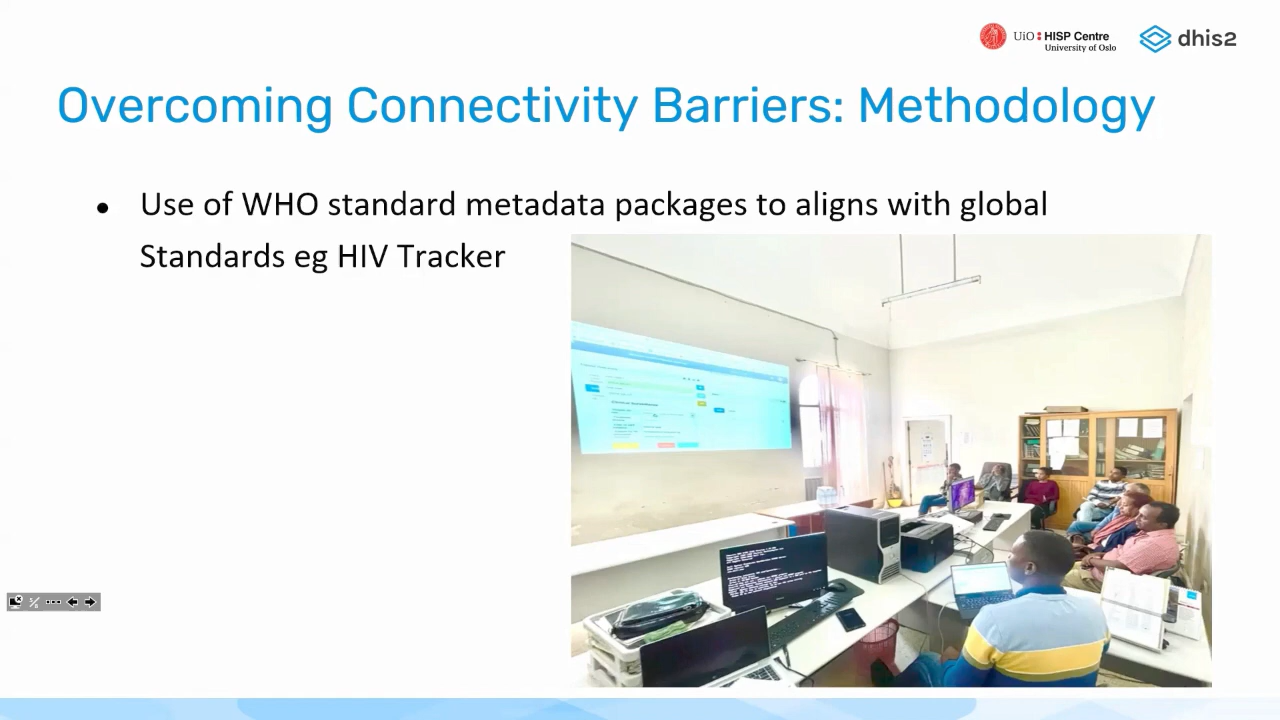 UiO HISP Centre
University of Oslo
dhis2
Overcoming Connectivity Barriers: Methodology
● Use of WHO standard metadata packages to aligns with global
Standards eg HIV Tracker